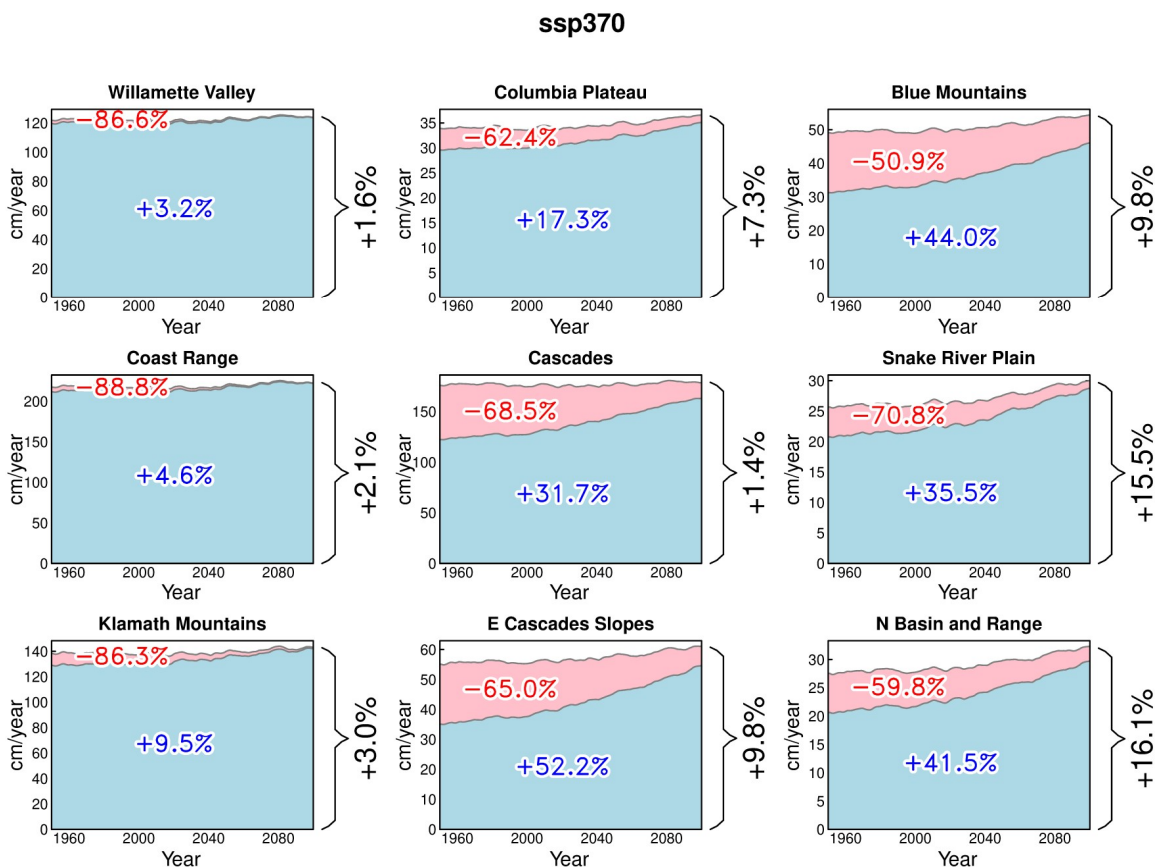 ssp370
Willamette Valley
cm/year
0
20
40
60
80
100
120
−86.6%
+3.2%
+1.6%
1960 2000 2040 2080
Year
Columbia Plateau
cm/year
0
5
10
15
20
25
30
35
−62.4%
+17.3%
+7.3%
1960 2000 2040 2080
Year
Blue Mountains
cm/year
0
10
20
30
40
50
−50.9%
+44.0%
+9.8%
1960 2000 2040 2080
Year
Coast Range
cm/year
0
50
100
150
200
−88.8%
+4.6%
+2.1%
1960 2000 2040 2080
Year
Cascades
cm/year
0
50
100
150
−68.5%
+31.7%
+1.4%
1960 2000 2040 2080
Year
Snake River Plain
cm/year
0
5
10
15
20
25
30
−70.8%
+35.5%
+15.5%
1960 2000 2040 2080
Year
Klamath Mountains
cm/year
0
20
40
60
80
100
120
140
−86.3%
+9.5%
+3.0%
1960 2000 2040 2080
Year
E Cascades Slopes
cm/year
0
10
20
30
40
50
60
−65.0%
+52.2%
+9.8%
1960 2000 2040 2080
Year
N Basin and Range
cm/year
0
5
10
15
20
25
30
−59.8%
+41.5%
+16.1%
1960 2000 2040 2080
Year